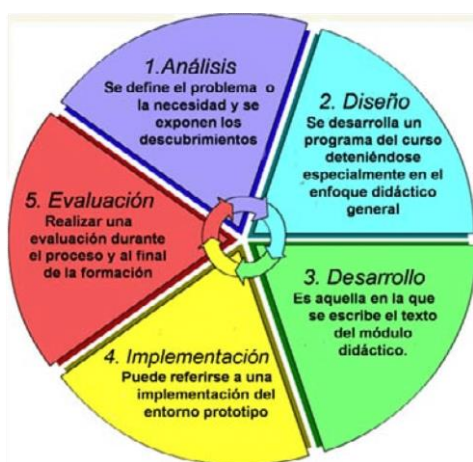 1.Análisis
Se define el problema o
la necesidad y se
exponen los
descubrimientos
2. Diseño
Se desarrolla un
programa del curso
deteniéndose
especialmente en el
enfoque didáctico
general
3. Desarrollo
Es aquella en la que
se escribe el texto
del módulo
didáctico.
4. Implementación
Puede referirse a una
implementación del
entorno prototipo
5. Evaluación
Realizar una
evaluación durante
el proceso y al final
de la formación